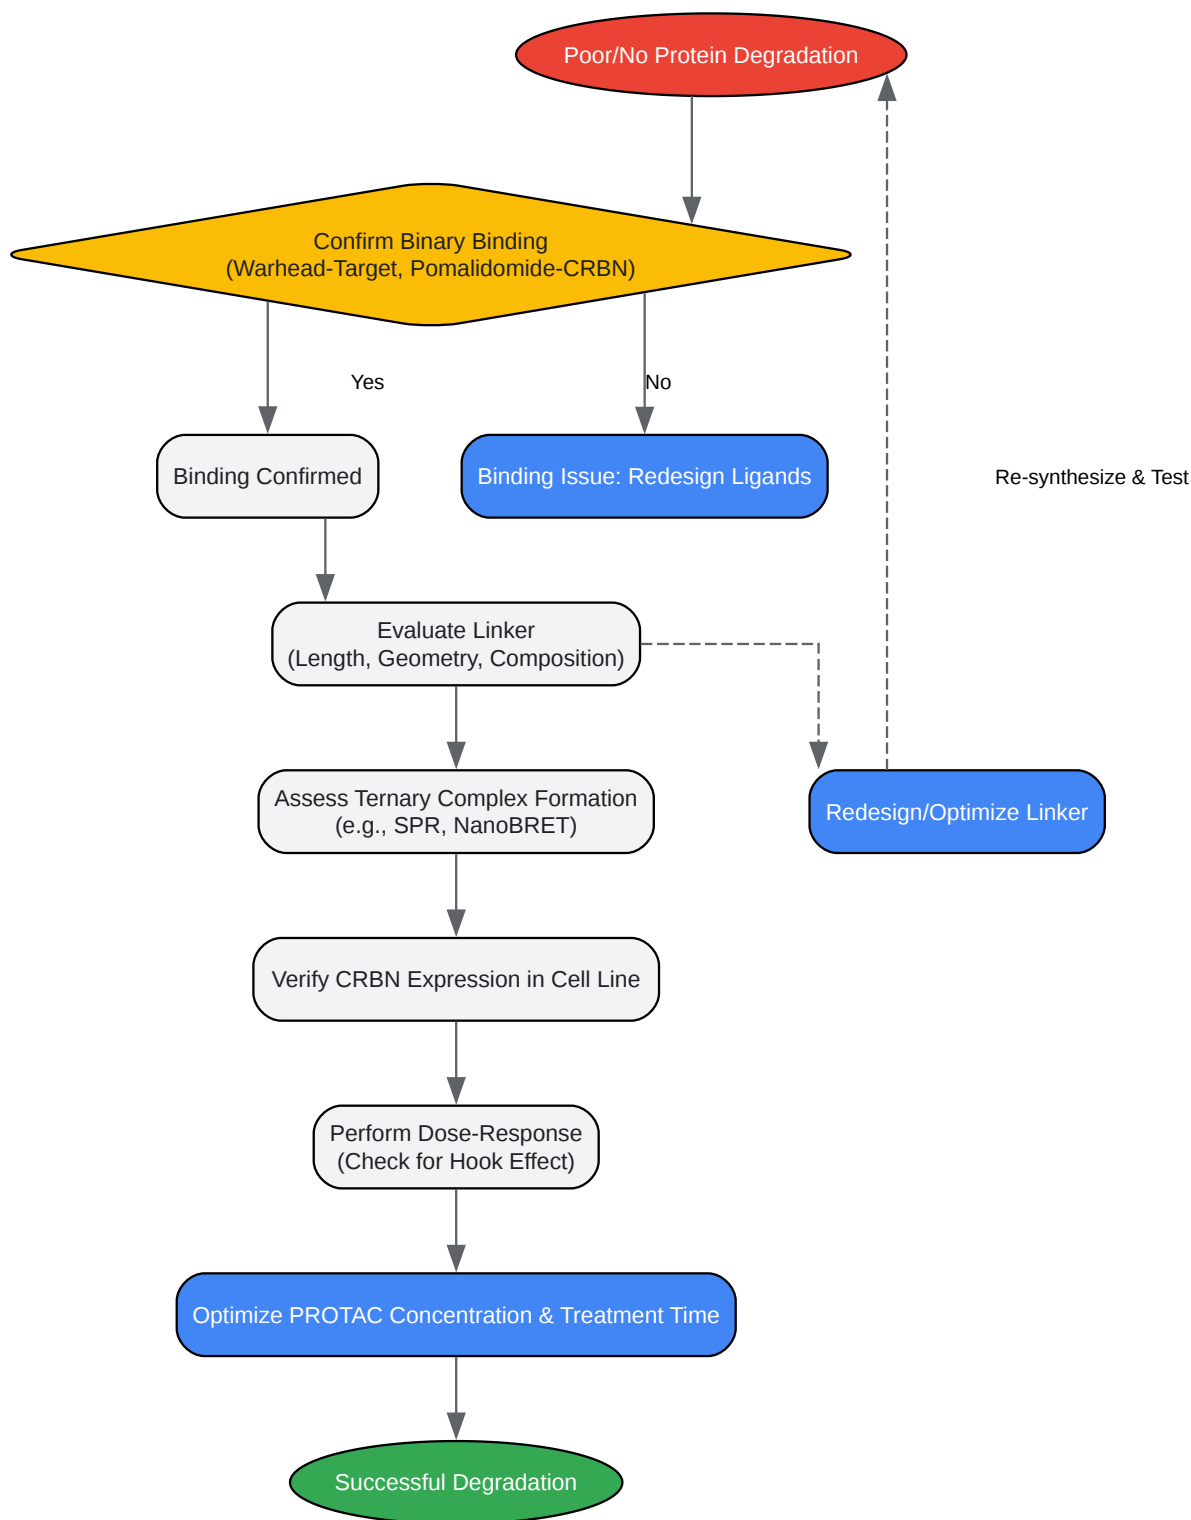 Poor/No Protein Degradation
Confirm Binary Binding
(Warhead-Target, Pomalidomide-CRBN)
Yes
No
Binding Confirmed
Binding Issue: Redesign Ligands
Re-synthesize & Test
Evaluate Linker
(Length, Geometry, Composition)
Assess Ternary Complex Formation
(e.g., SPR, NanoBRET)
Redesign/Optimize Linker
Verify CRBN Expression in Cell Line
Perform Dose-Response
(Check for Hook Effect)
Optimize PROTAC Concentration & Treatment Time
Successful Degradation